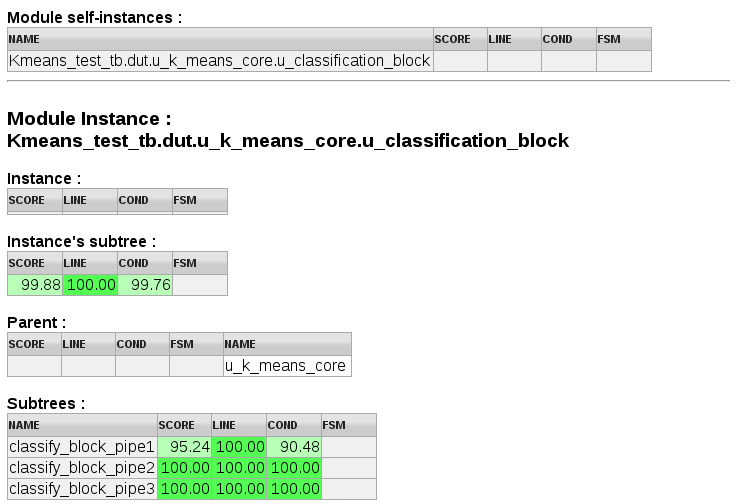 Module self-instances :
NAME SCORE LINE COND FSM
Kmeans_test_tb.dut.u_k_means_core.u_classification_block
Module Instance :
Kmeans_test_tb.dut.u_k_means_core.u_classification_block
Instance :
SCORE LINE COND FSM
Instance's subtree :
SCORE LINE COND FSM
99.88 100.00 99.76
Parent :
SCORE LINE COND FSM NAME
u_k_means_core
Subtrees :
NAME SCORE LINE COND FSM
classify_block_pipe1 95.24 100.00 90.48
classify_block_pipe2 100.00 100.00 100.00
classify_block_pipe3 100.00 100.00 100.00